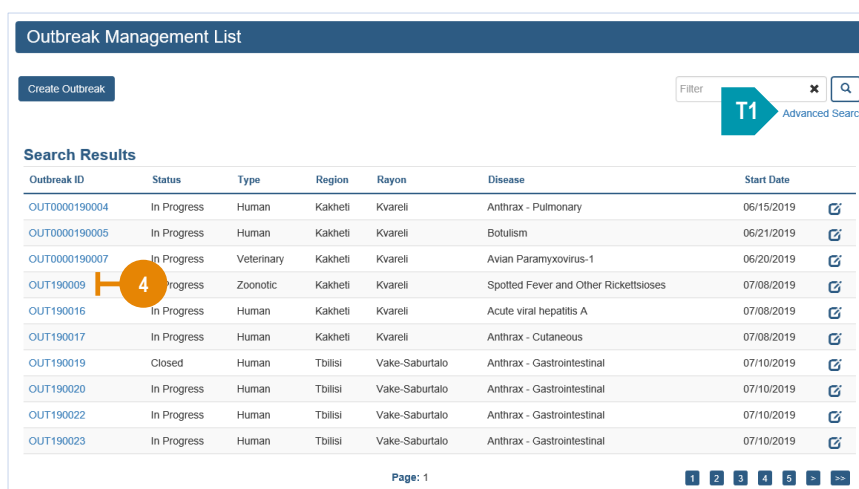 Outbreak Management List
Create Outbreak
Filter
T1
Advanced Searc
Search Results
Outbreak ID Status Type Region Rayon Disease Start Date
OUT0000190004 In Progress Human Kakheti Kvareli Anthrax - Pulmonary 06/15/2019
OUT0000190005 In Progress Human Kakheti Kvareli Botulism 06/21/2019
OUT0000190007 In Progress Veterinary Kakheti Kvareli Avian Paramyxovirus-1 06/20/2019
OUT190009 4 Progress Zoonotic Kakheti Kvareli Spotted Fever and Other Rickettsioses 07/08/2019
OUT190016 In Progress Human Kakheti Kvareli Acute viral hepatitis A 07/08/2019
OUT190017 In Progress Human Kakheti Kvareli Anthrax - Cutaneous 07/08/2019
OUT190019 Closed Human Tbilisi Vake-Saburtalo Anthrax - Gastrointestinal 07/10/2019
OUT190020 In Progress Human Tbilisi Vake-Saburtalo Anthrax - Gastrointestinal 07/10/2019
OUT190022 In Progress Human Tbilisi Vake-Saburtalo Anthrax - Gastrointestinal 07/10/2019
OUT190023 In Progress Human Tbilisi Vake-Saburtalo Anthrax - Gastrointestinal 07/10/2019
Page: 1 1 2 3 4 5 > >>